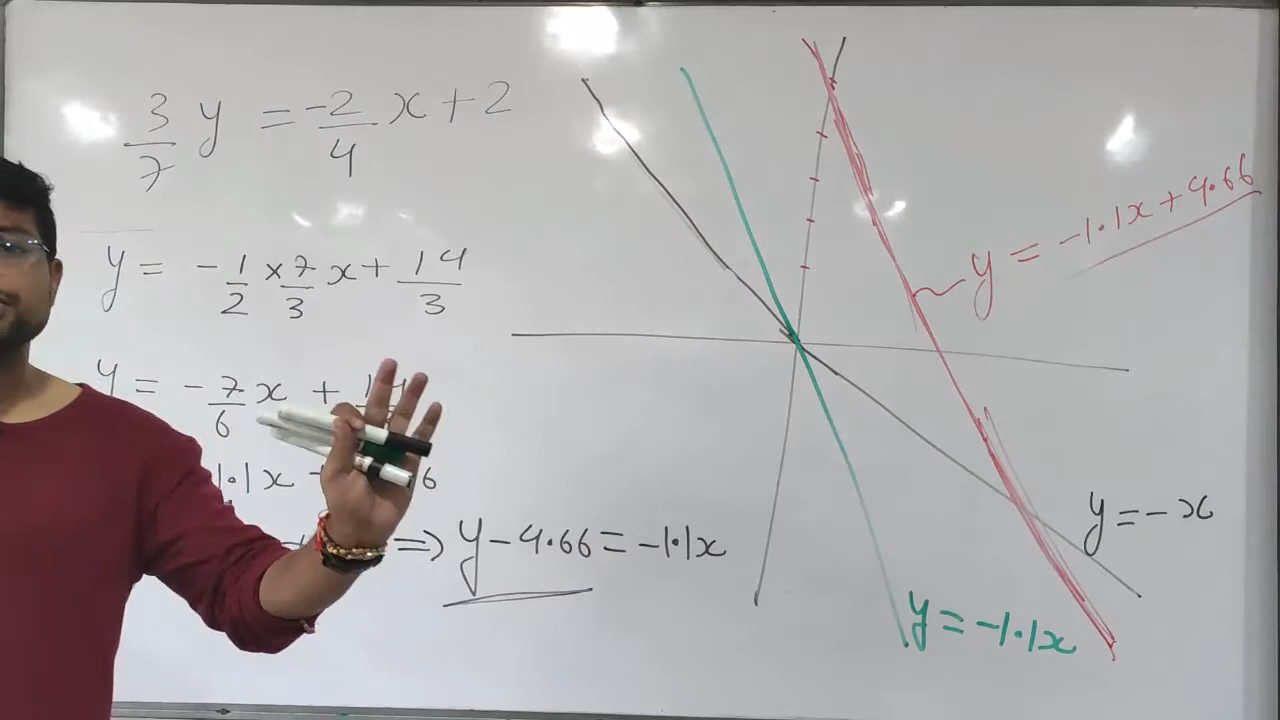 3/7 y = -2/4 x + 2
y = - 1/2 × 7/3 x + 14/3
y = - 7/6 x +
1.1x
=> y - 4.66 = -1.1x
y = -1.1x + 4.66
y = -x
y = -1.1x